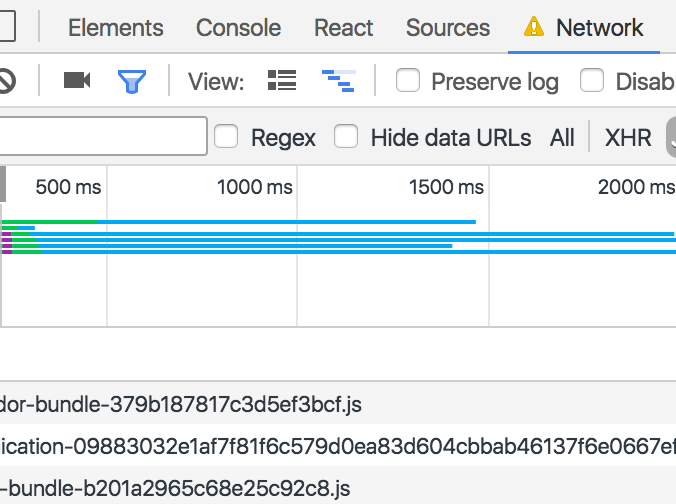 Elements Console React Sources Network
View: Preserve log Disab
Regex Hide data URLs All XHR
500 ms 1000 ms 1500 ms 2000 ms
dor-bundle-379b187817c3d5ef3bcf.js
lication-09883032e1af7f81f6c579d0ea83d604cbbab46137f6e0667ef
-bundle-b201a2965c68e25c92c8.js